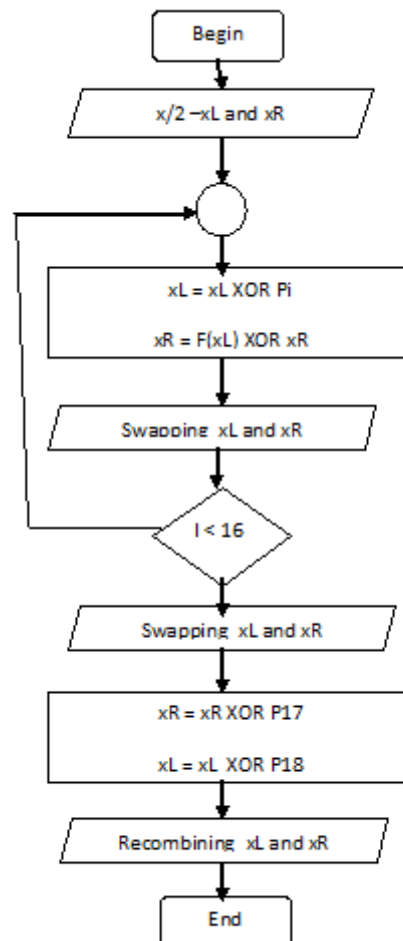 Begin
x/2 –xL and xR
xL = xL XOR Pi
xR = F(xL) XOR xR
Swapping xL and xR
I < 16
Swapping xL and xR
xR = xR XOR P17
xL = xL XOR P18
Recombining xL and xR
End